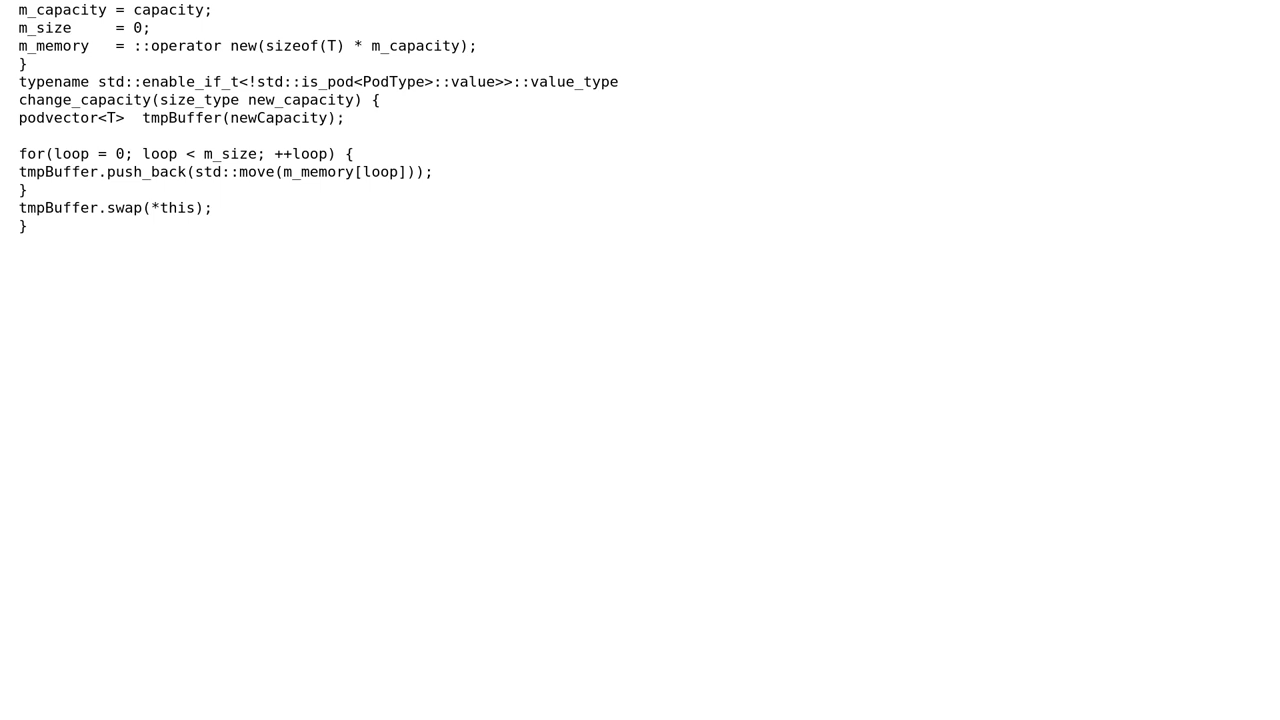 m_capacity = capacity;
m_size     = 0;
m_memory   = ::operator new(sizeof(T) * m_capacity);
}
typename std::enable_if_t<!std::is_pod<PodType>::value>>::value_type
change_capacity(size_type new_capacity) {
podvector<T>  tmpBuffer(newCapacity);

for(loop = 0; loop < m_size; ++loop) {
tmpBuffer.push_back(std::move(m_memory[loop]));
}
tmpBuffer.swap(*this);
}